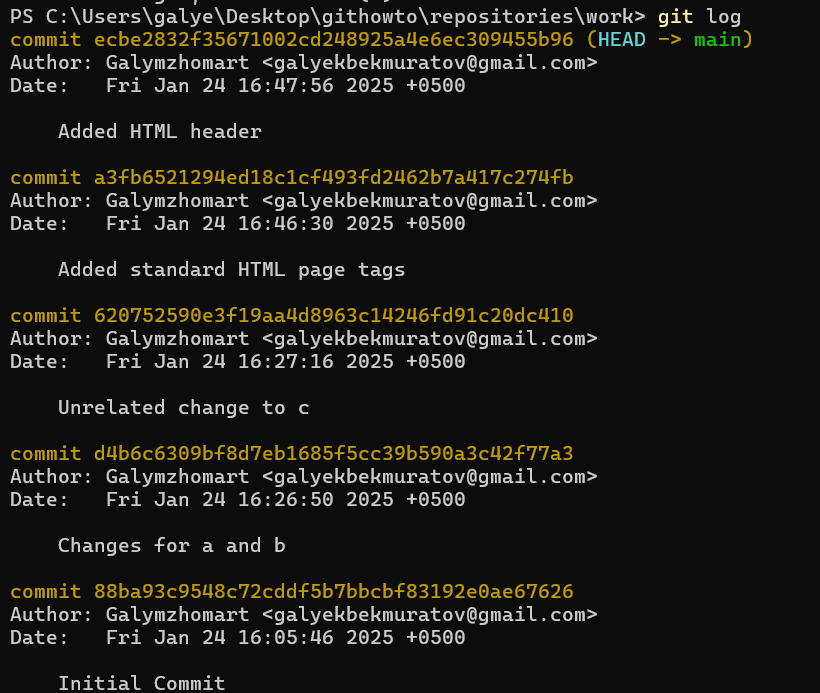 PS C:\Users\galye\Desktop\githowto\repositories\work> git log
commit ecbe2832f35671002cd248925a4e6ec309455b96 (HEAD -> main)
Author: Galymzhomart <galyekbekmuratov@gmail.com>
Date:   Fri Jan 24 16:47:56 2025 +0500
    Added HTML header
commit a3fb6521294ed18c1cf493fd2462b7a417c274fb
Author: Galymzhomart <galyekbekmuratov@gmail.com>
Date:   Fri Jan 24 16:46:30 2025 +0500
    Added standard HTML page tags
commit 620752590e3f19aa4d8963c14246fd91c20dc410
Author: Galymzhomart <galyekbekmuratov@gmail.com>
Date:   Fri Jan 24 16:27:16 2025 +0500
    Unrelated change to c
commit d4b6c6309bf8d7eb1685f5cc39b590a3c42f77a3
Author: Galymzhomart <galyekbekmuratov@gmail.com>
Date:   Fri Jan 24 16:26:50 2025 +0500
    Changes for a and b
commit 88ba93c9548c72cddf5b7bbcbf83192e0ae67626
Author: Galymzhomart <galyekbekmuratov@gmail.com>
Date:   Fri Jan 24 16:05:46 2025 +0500
    Initial Commit